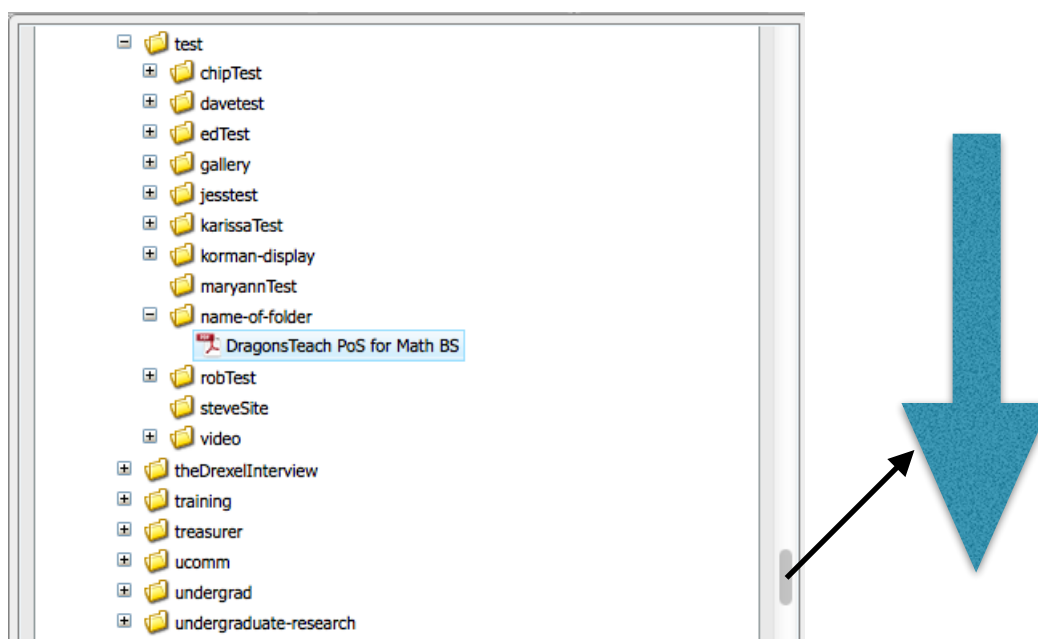 test
chipTest
davetest
edTest
gallery
jesstest
karissaTest
korman-display
maryannTest
name-of-folder
DragonsTeach PoS for Math BS
robTest
steveSite
video
theDrexelInterview
training
treasurer
ucomm
undergrad
undergraduate-research